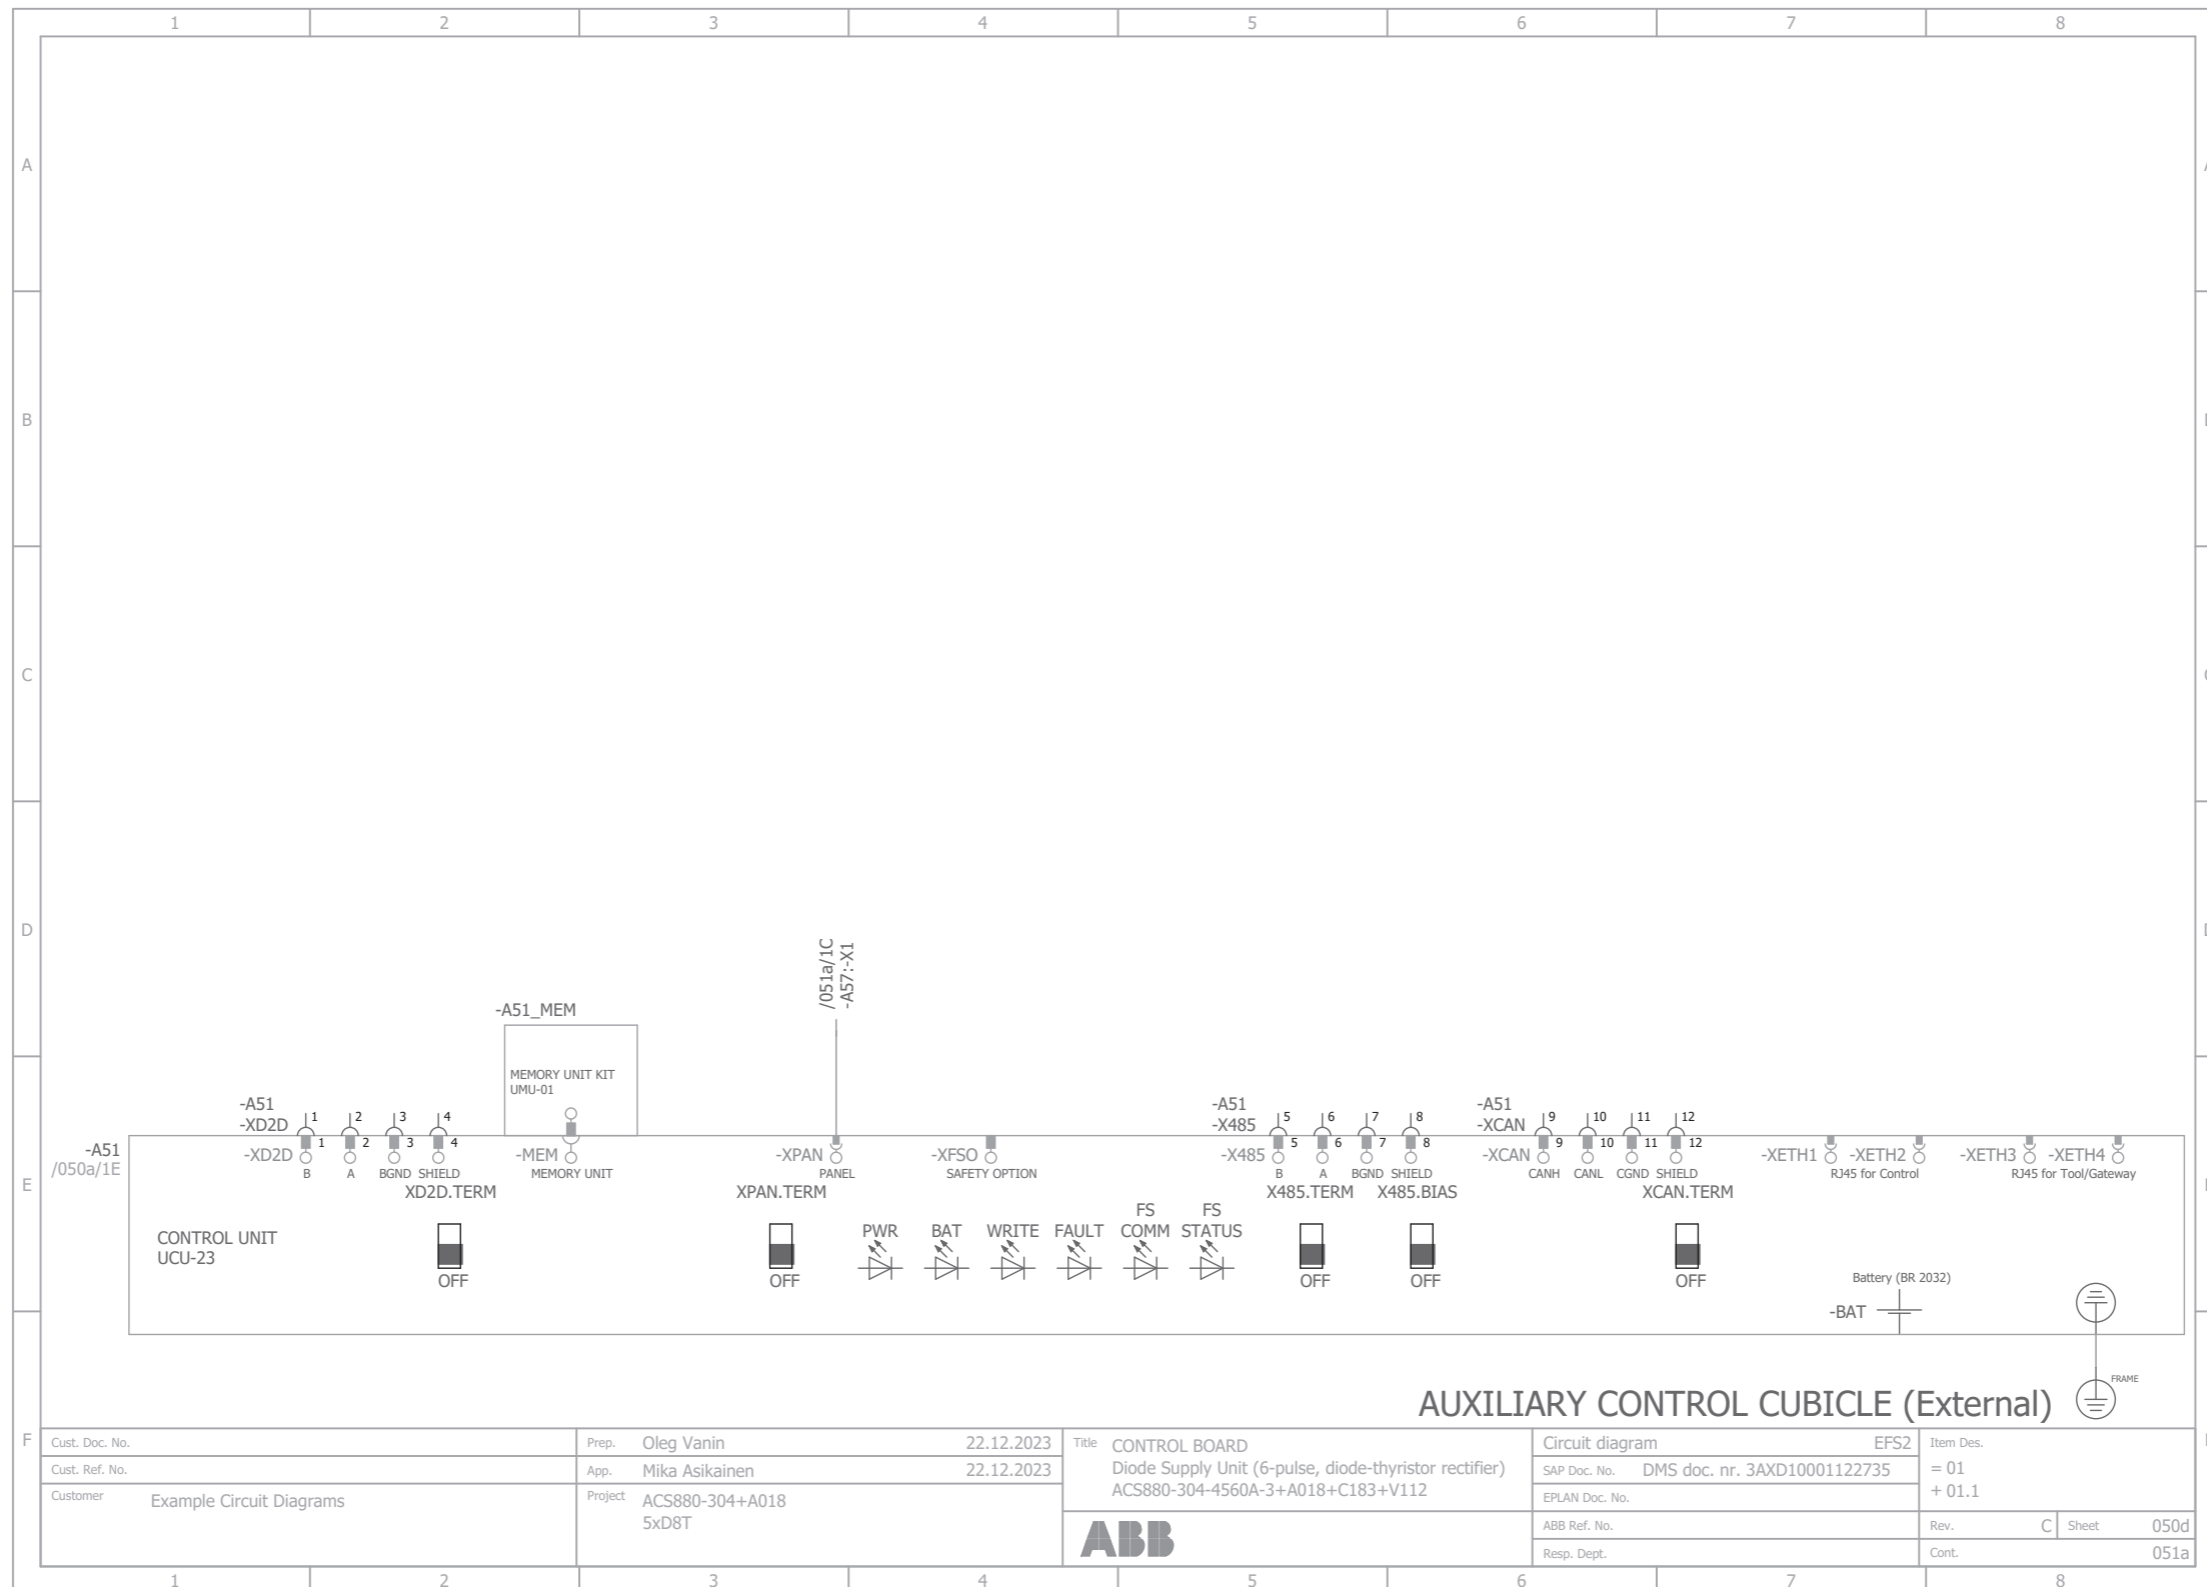 1 2 3 4 5 6 7 8
A
B
C
D
E
F
/051a/1C
-A57:-X1
-A51_MEM
MEMORY UNIT KIT
UMU-01
-A51
-XD2D
1 2 3 4
-A51
-X485
5 6 7 8
-A51
-XCAN
9 10 11 12
-A51
/050a/1E
-XD2D
1 2 3 4
B A BGND SHIELD
-MEM
MEMORY UNIT
-XPAN
PANEL
-XFSO
SAFETY OPTION
-X485
5 6 7 8
B A BGND SHIELD
-XCAN
9 10 11 12
CANH CANL CGND SHIELD
-XETH1 -XETH2
RJ45 for Control
-XETH3 -XETH4
RJ45 for Tool/Gateway
XD2D.TERM
OFF
XPAN.TERM
OFF
X485.TERM
OFF
X485.BIAS
OFF
XCAN.TERM
OFF
CONTROL UNIT
UCU-23
PWR BAT WRITE FAULT
FS
COMM
FS
STATUS
Battery (BR 2032)
-BAT
FRAME
AUXILIARY CONTROL CUBICLE (External)
Cust. Doc. No.
Cust. Ref. No.
Customer Example Circuit Diagrams
Prep. Oleg Vanin 22.12.2023
App. Mika Asikainen 22.12.2023
Project ACS880-304+A018
5xD8T
Title CONTROL BOARD
Diode Supply Unit (6-pulse, diode-thyristor rectifier)
ACS880-304-4560A-3+A018+C183+V112
ABB
Circuit diagram EFS2
SAP Doc. No. DMS doc. nr. 3AXD10001122735
EPLAN Doc. No.
ABB Ref. No.
Resp. Dept.
Item Des.
= 01
+ 01.1
Rev. C Sheet 050d
Cont. 051a
1 2 3 4 5 6 7 8